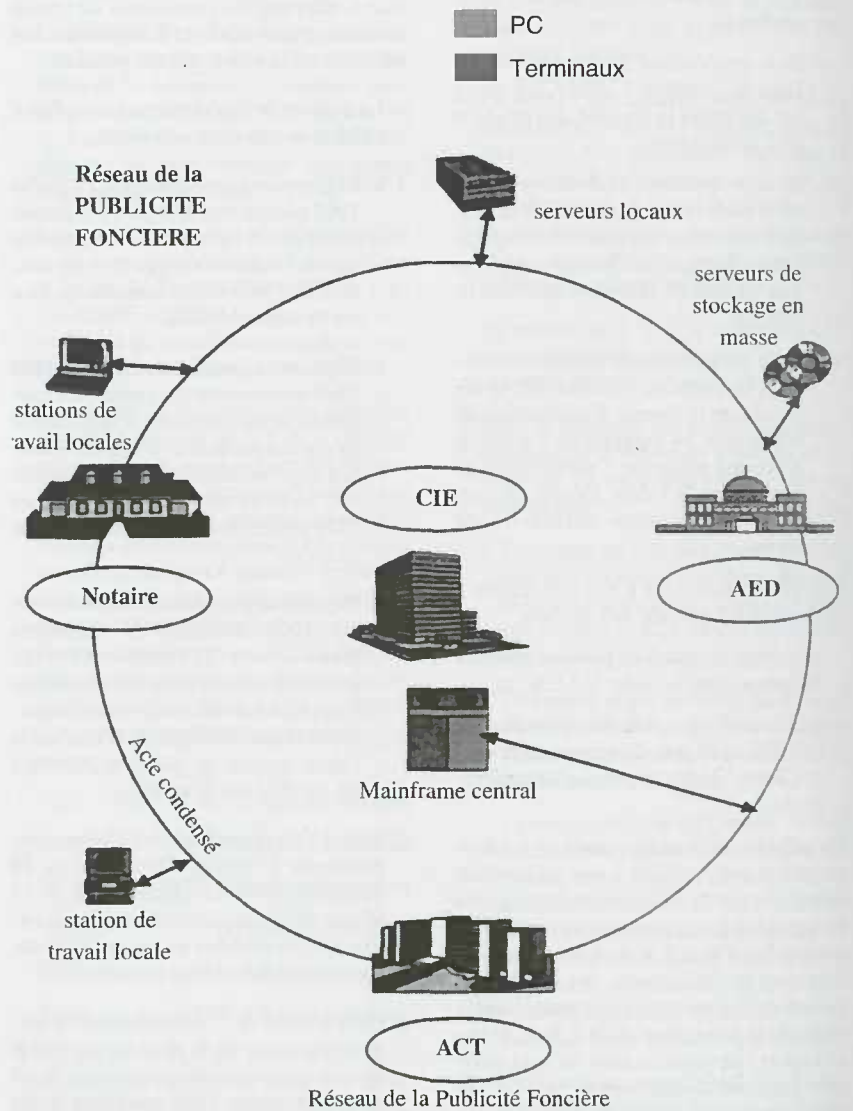 PC
Terminaux
Réseau de la
PUBLICITE
FONCIERE
serveurs locaux
serveurs de
stockage en
masse
stations de
avail locales
CIE
Notaire
AED
Mainframe central
Acte condensé
station de
travail locale
ACT
Réseau de la Publicité Foncière